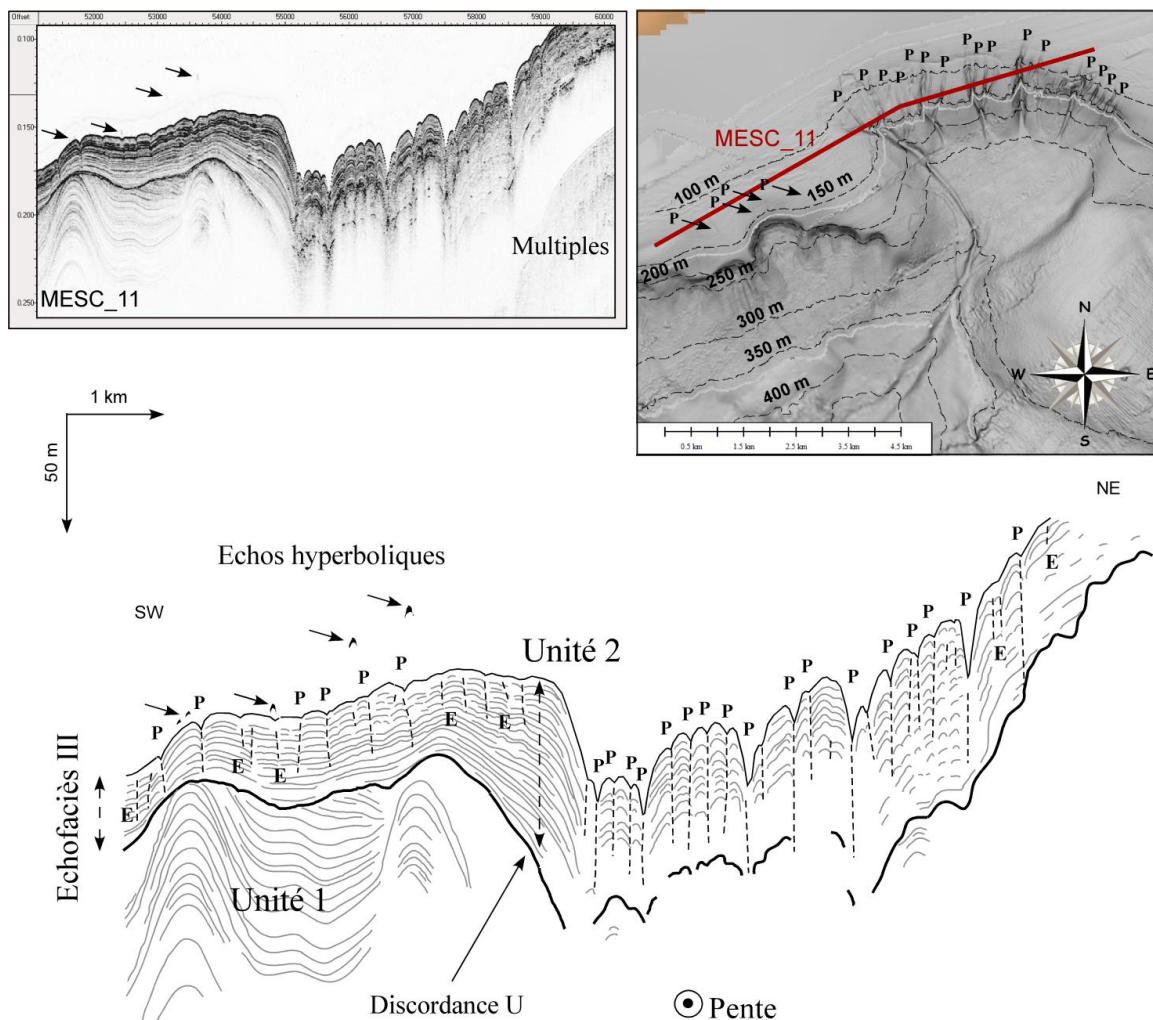 Offset:
52000 53000 54000 55000 56000 57000 58000 59000 60000
0.100
0.150
0.200
0.250
MESC_11
Multiples
P P P P P P P P P P P P P P P
MESC_11
P P
P P
100 m
150 m
200 m
250 m
300 m
350 m
400 m
N
W E
S
0.5 km 1.5 km 2.5 km 3.5 km 4.5 km
1 km
50 m
NE
Echos hyperboliques
SW
Unité 2
P P P P P P P
P P P P P P P P P P P P P P P
E E E E E E
Echofaciès III
Unité 1
Discordance U
Pente